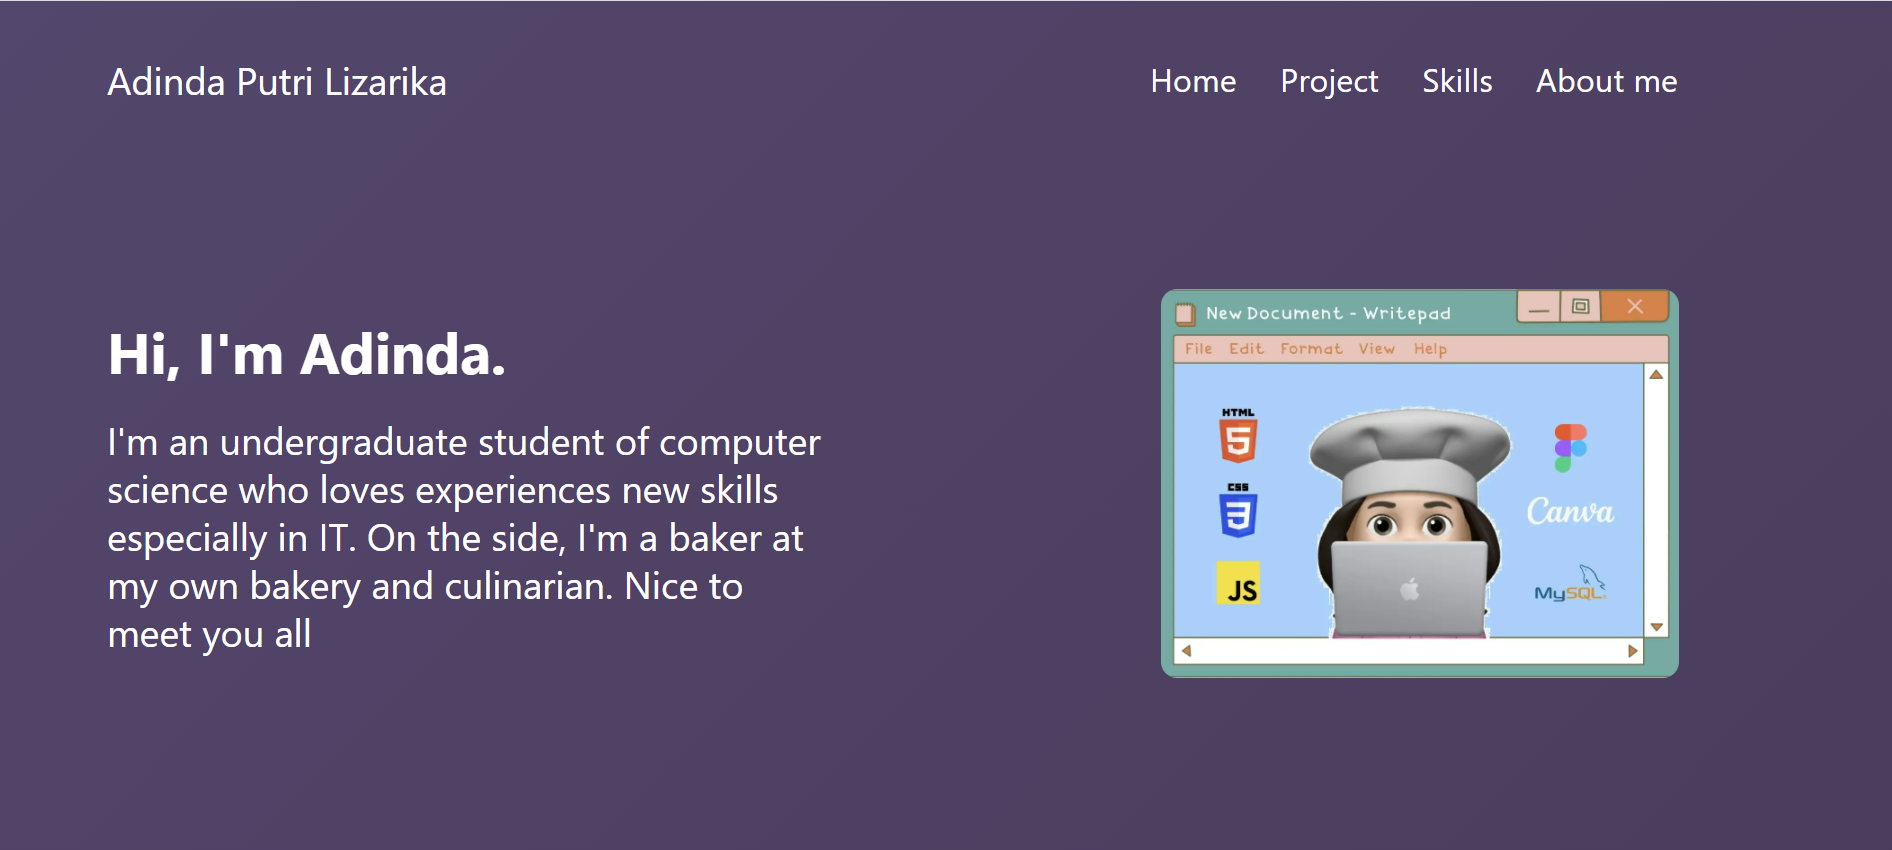 Adinda Putri Lizarika
Home Project Skills About me
Hi, I'm Adinda.
I'm an undergraduate student of computer
science who loves experiences new skills
especially in IT. On the side, I'm a baker at
my own bakery and culinarian. Nice to
meet you all
New Document - Writepad
File Edit Format View Help
HTML
5
CSS
3
JS
Canva
MySQL